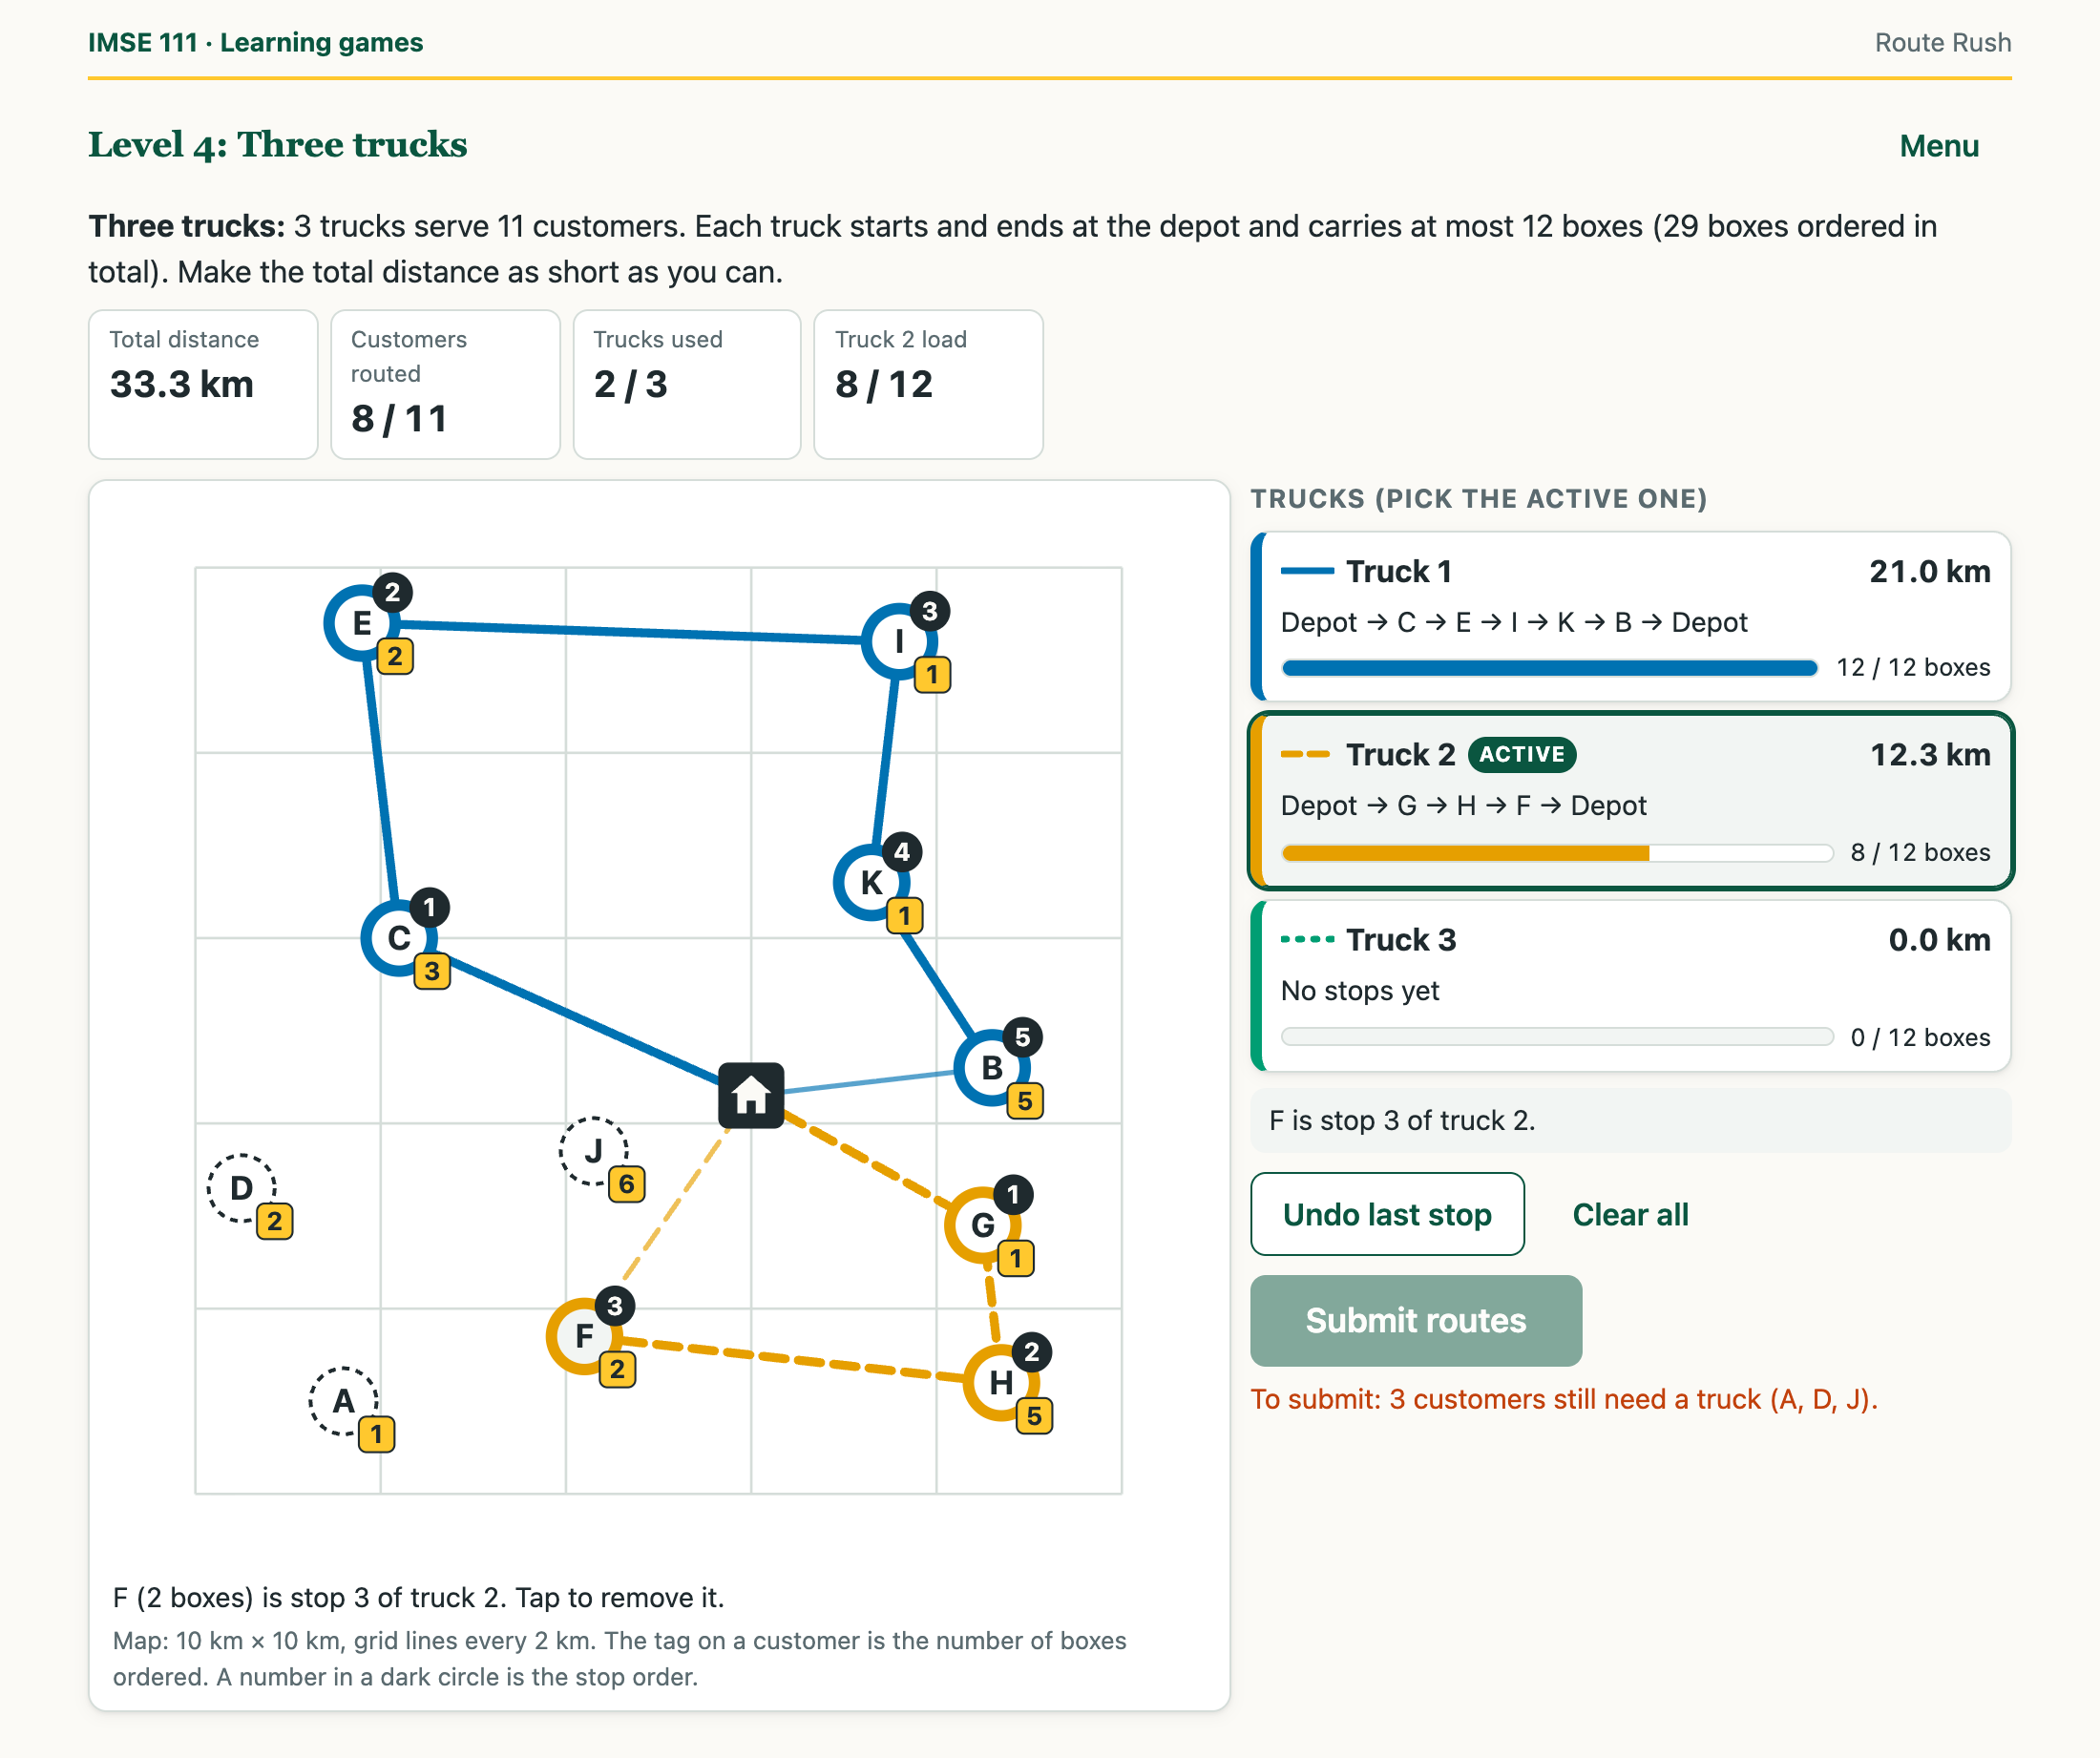 IMSE 111 · Learning games
Route Rush
Level 4: Three trucks
Menu
Three trucks: 3 trucks serve 11 customers. Each truck starts and ends at the depot and carries at most 12 boxes (29 boxes ordered in
total). Make the total distance as short as you can.
Total distance
33.3 km
Customers
routed
8 / 11
Trucks used
2 / 3
Truck 2 load
8 / 12
E
2
2
I
3
1
K
4
1
C
1
3
B
5
5
J
6
D
2
G
1
1
F
3
2
H
2
5
A
1
F (2 boxes) is stop 3 of truck 2. Tap to remove it.
Map: 10 km × 10 km, grid lines every 2 km. The tag on a customer is the number of boxes
ordered. A number in a dark circle is the stop order.
TRUCKS (PICK THE ACTIVE ONE)
Truck 1
21.0 km
Depot → C → E → I → K → B → Depot
12 / 12 boxes
Truck 2
ACTIVE
12.3 km
Depot → G → H → F → Depot
8 / 12 boxes
Truck 3
0.0 km
No stops yet
0 / 12 boxes
F is stop 3 of truck 2.
Undo last stop
Clear all
Submit routes
To submit: 3 customers still need a truck (A, D, J).